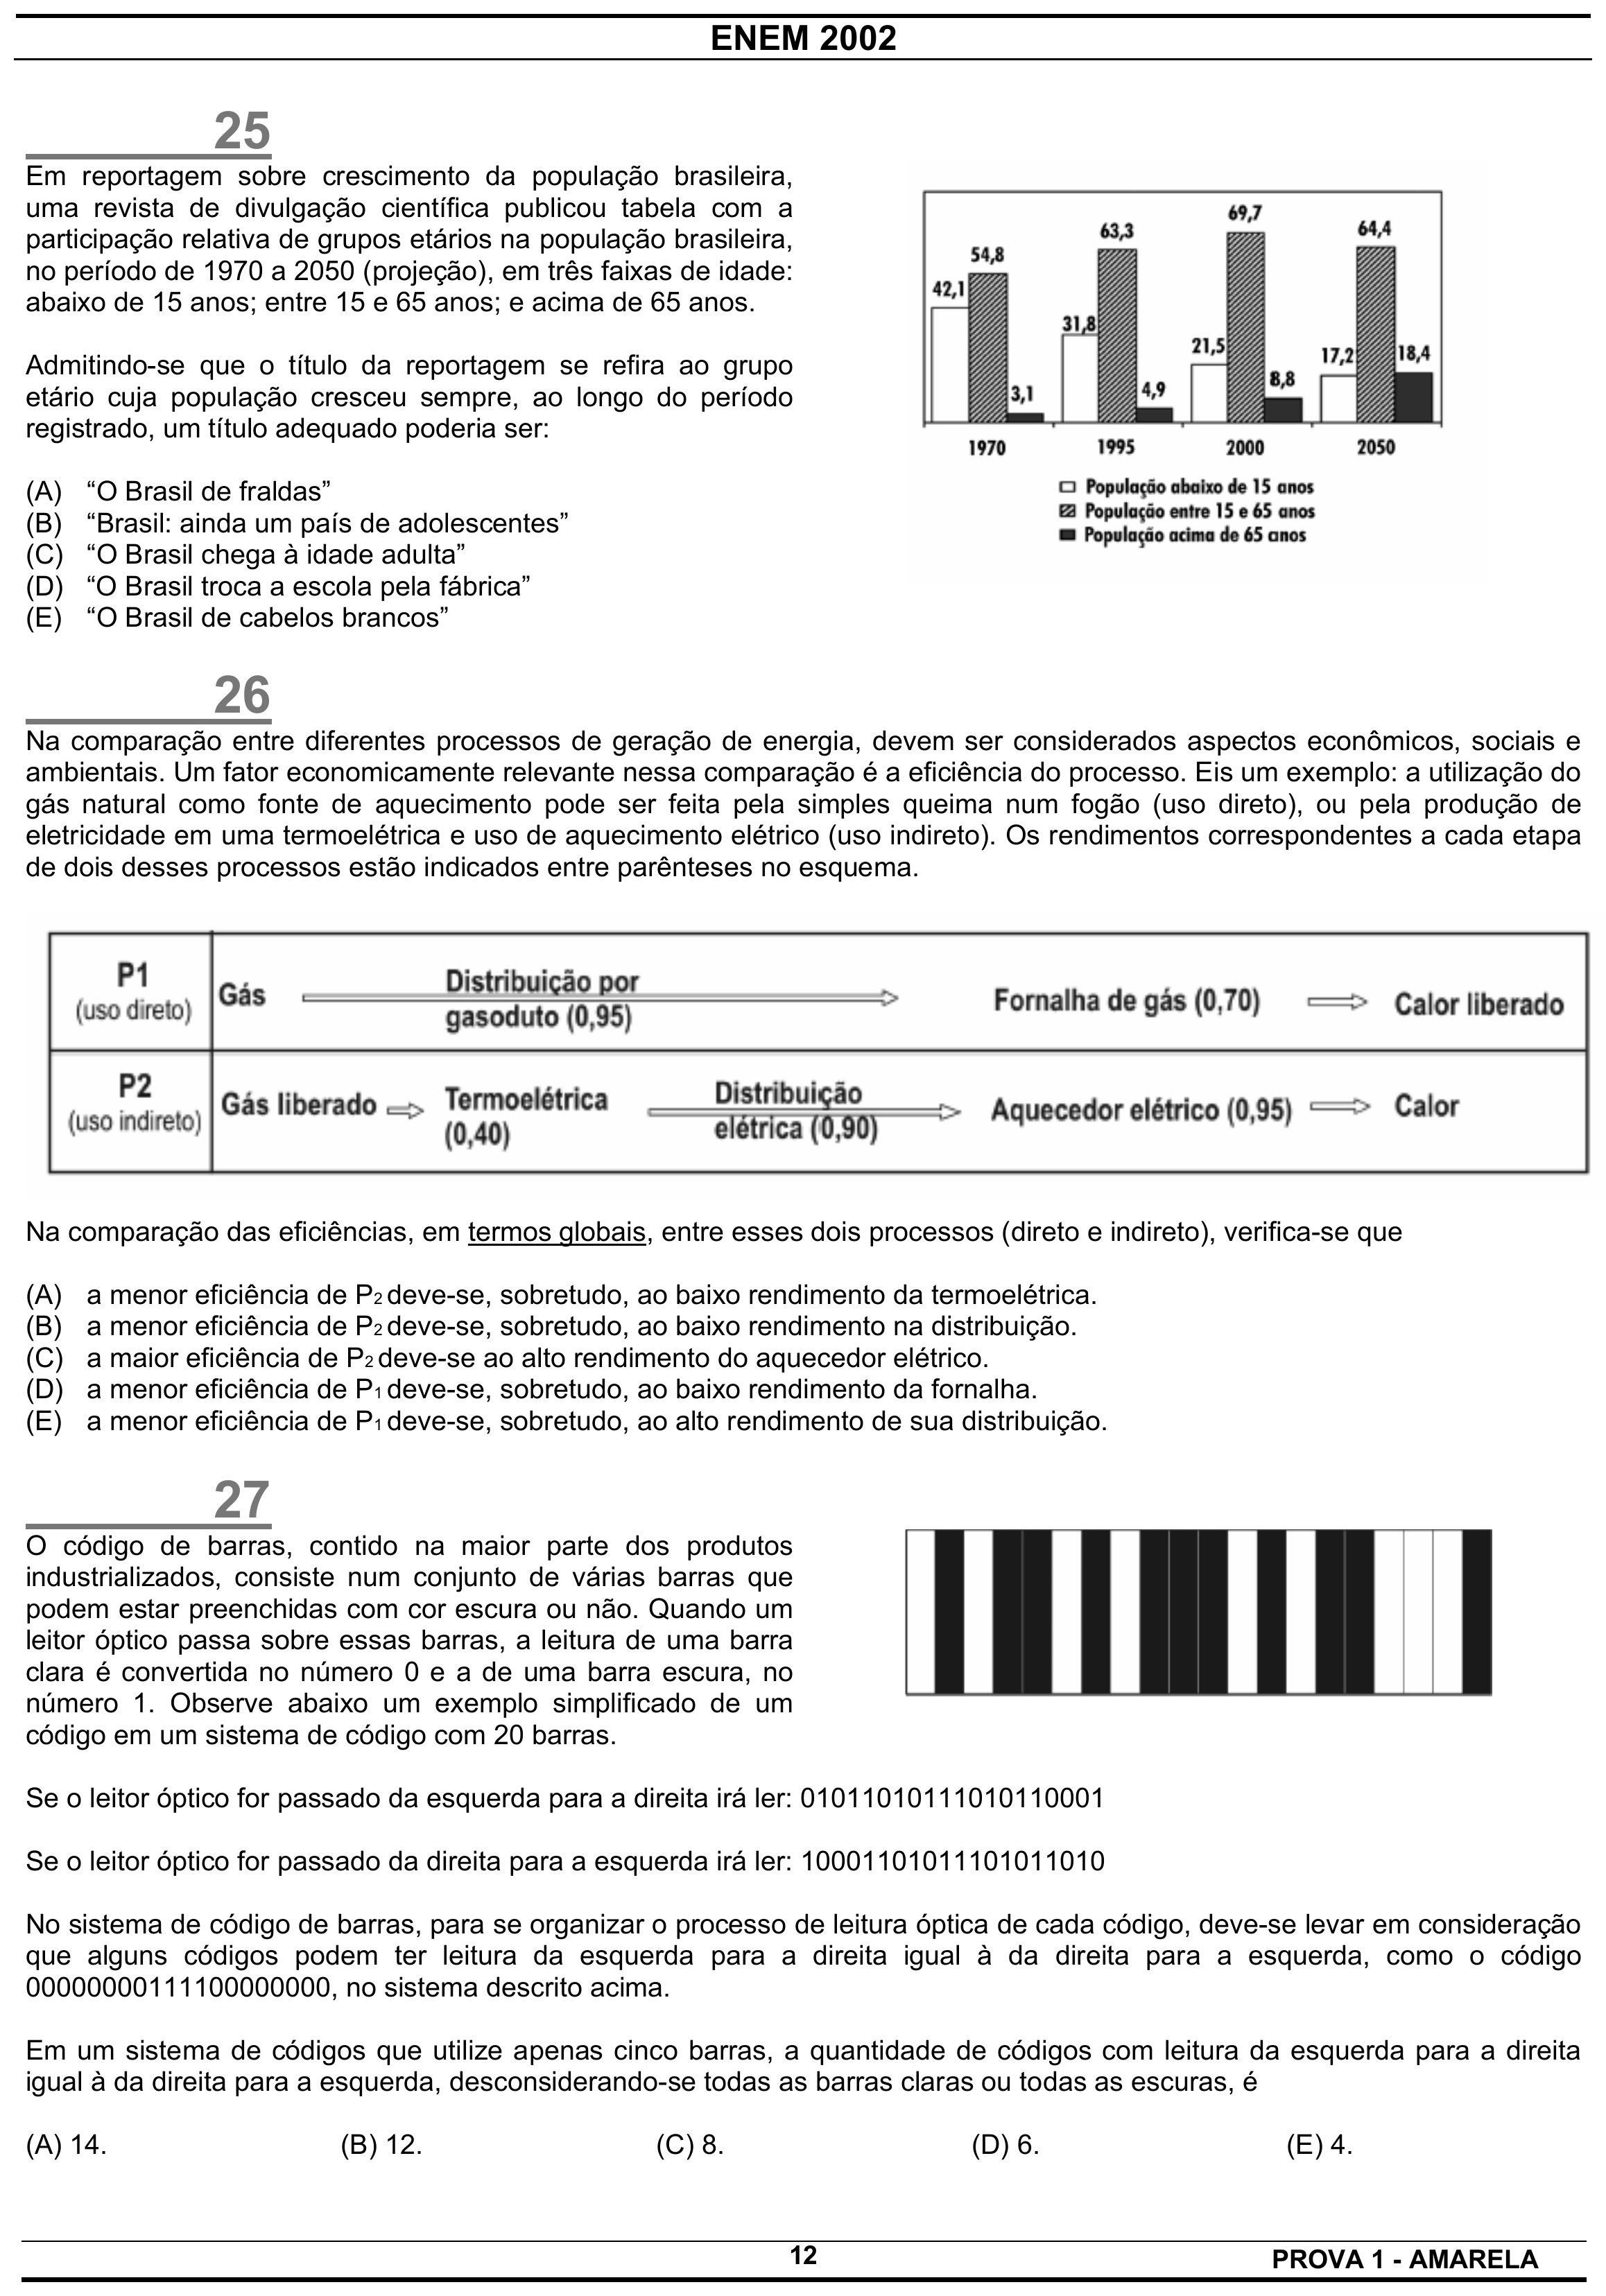 ENEM 2002
25
Em reportagem sobre crescimento da população brasileira,
uma revista de divulgação científica publicou tabela com a
participação relativa de grupos etários na população brasileira,
no período de 1970 a 2050 (projeção), em três faixas de idade:
abaixo de 15 anos; entre 15 e 65 anos; e acima de 65 anos.
Admitindo-se que o título da reportagem se refira ao grupo
etário cuja população cresceu sempre, ao longo do período
registrado, um título adequado poderia ser:
(A) “O Brasil de fraldas”
(B) “Brasil: ainda um país de adolescentes”
(C) “O Brasil chega à idade adulta”
(D) “O Brasil troca a escola pela fábrica”
(E) “O Brasil de cabelos brancos”
42,1 54,8 3,1
31,8 63,3 4,9
21,5 69,7 8,8
17,2 64,4 18,4
1970 1995 2000 2050
População abaixo de 15 anos
População entre 15 e 65 anos
População acima de 65 anos
26
Na comparação entre diferentes processos de geração de energia, devem ser considerados aspectos econômicos, sociais e
ambientais. Um fator economicamente relevante nessa comparação é a eficiência do processo. Eis um exemplo: a utilização do
gás natural como fonte de aquecimento pode ser feita pela simples queima num fogão (uso direto), ou pela produção de
eletricidade em uma termoelétrica e uso de aquecimento elétrico (uso indireto). Os rendimentos correspondentes a cada etapa
de dois desses processos estão indicados entre parênteses no esquema.
P1
(uso direto)
Gás
Distribuição por
gasoduto (0,95)
Fornalha de gás (0,70)
Calor liberado
P2
(uso indireto)
Gás liberado
Termoelétrica
(0,40)
Distribuição
elétrica (0,90)
Aquecedor elétrico (0,95)
Calor
Na comparação das eficiências, em termos globais, entre esses dois processos (direto e indireto), verifica-se que
(A) a menor eficiência de P2 deve-se, sobretudo, ao baixo rendimento da termoelétrica.
(B) a menor eficiência de P2 deve-se, sobretudo, ao baixo rendimento na distribuição.
(C) a maior eficiência de P2 deve-se ao alto rendimento do aquecedor elétrico.
(D) a menor eficiência de P1 deve-se, sobretudo, ao baixo rendimento da fornalha.
(E) a menor eficiência de P1 deve-se, sobretudo, ao alto rendimento de sua distribuição.
27
O código de barras, contido na maior parte dos produtos
industrializados, consiste num conjunto de várias barras que
podem estar preenchidas com cor escura ou não. Quando um
leitor óptico passa sobre essas barras, a leitura de uma barra
clara é convertida no número 0 e a de uma barra escura, no
número 1. Observe abaixo um exemplo simplificado de um
código em um sistema de código com 20 barras.
Se o leitor óptico for passado da esquerda para a direita irá ler: 01011010111010110001
Se o leitor óptico for passado da direita para a esquerda irá ler: 10001101011101011010
No sistema de código de barras, para se organizar o processo de leitura óptica de cada código, deve-se levar em consideração
que alguns códigos podem ter leitura da esquerda para a direita igual à da direita para a esquerda, como o código
00000000111100000000, no sistema descrito acima.
Em um sistema de códigos que utilize apenas cinco barras, a quantidade de códigos com leitura da esquerda para a direita
igual à da direita para a esquerda, desconsiderando-se todas as barras claras ou todas as escuras, é
(A) 14. (B) 12. (C) 8. (D) 6. (E) 4.
12
PROVA 1 - AMARELA